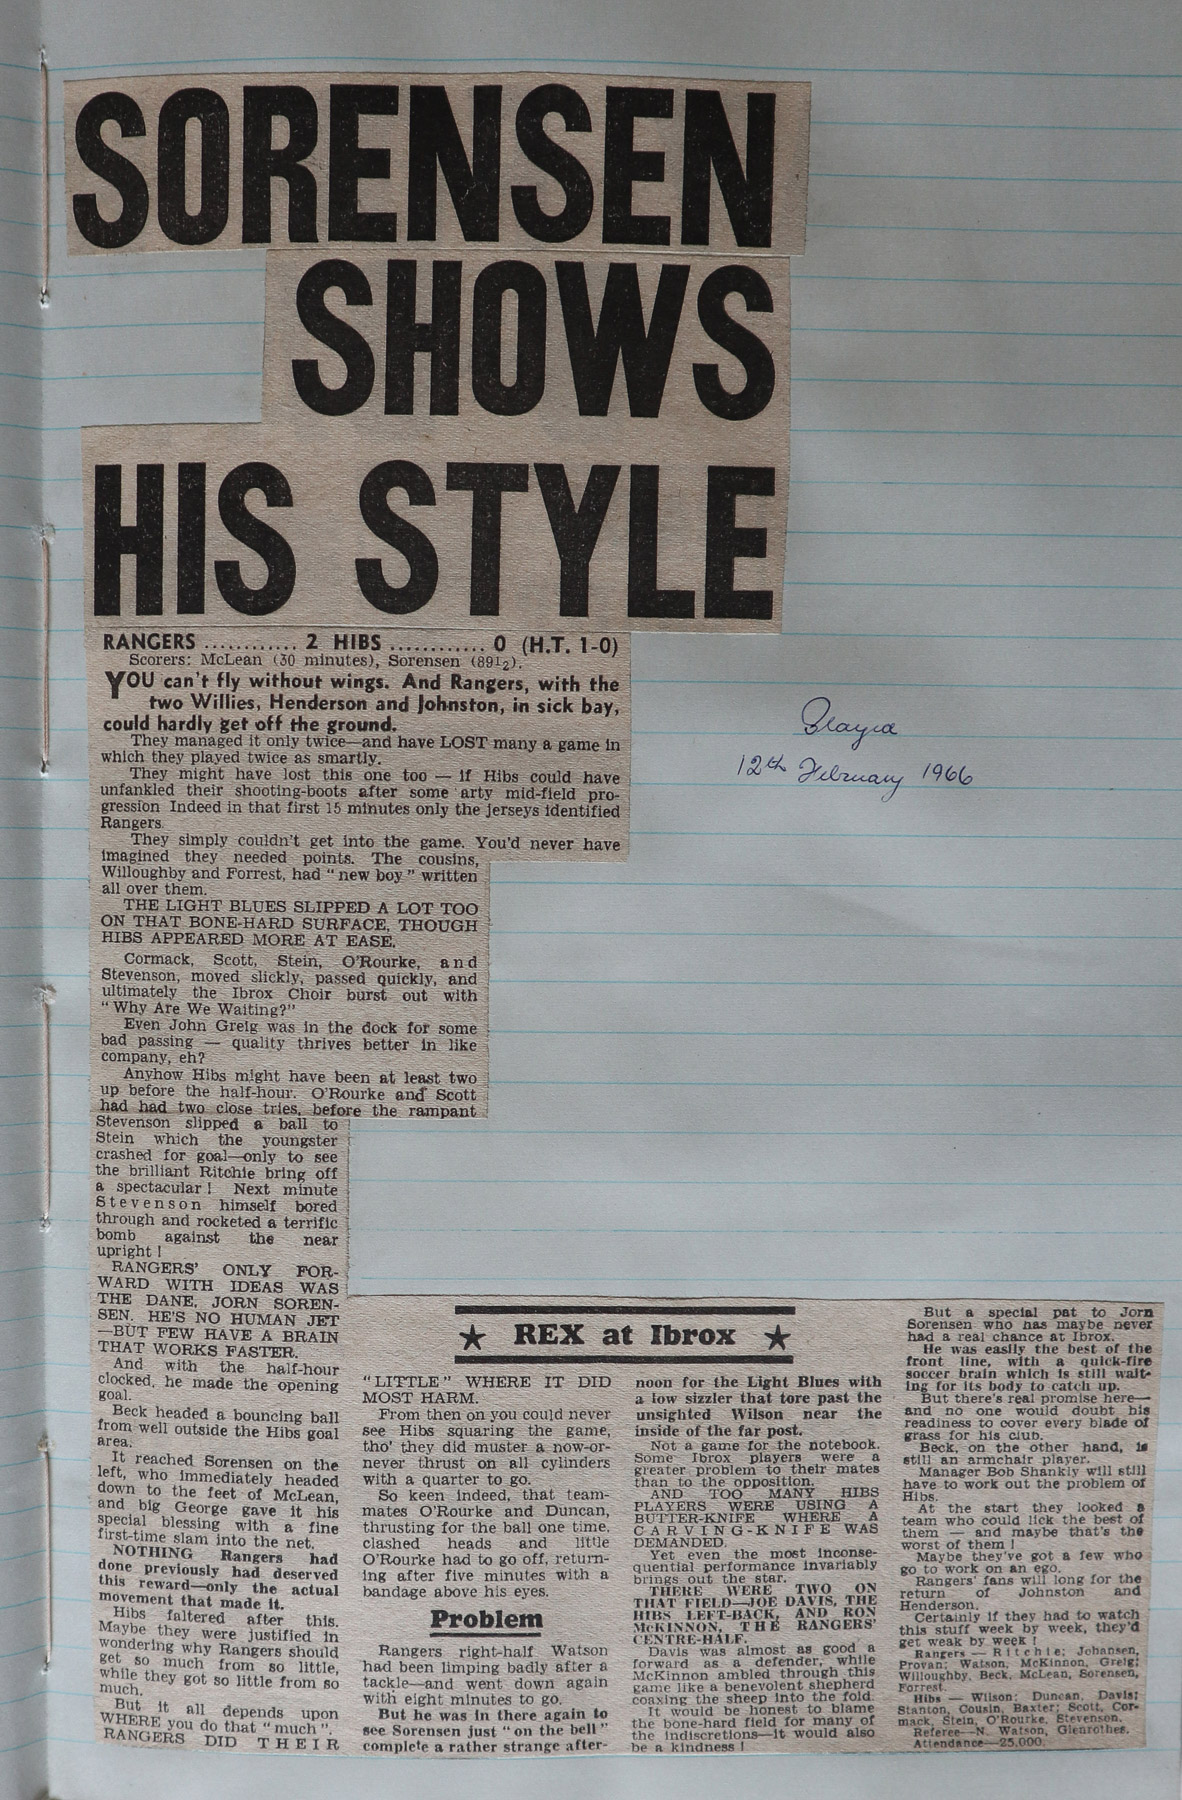 SORENSEN
SHOWS
HIS STYLE
RANGERS ............ 2 HIBS ............ 0 (H.T. 1-0)
Scorers: McLean (30 minutes), Sorensen (89½).
YOU can't fly without wings. And Rangers, with the
two Willies, Henderson and Johnston, in sick bay,
could hardly get off the ground.
They managed it only twice—and have LOST many a game in
which they played twice as smartly.
They might have lost this one too — if Hibs could have
unfankled their shooting-boots after some arty mid-field pro-
gression Indeed in that first 15 minutes only the jerseys identified
Rangers.
They simply couldn't get into the game. You'd never have
imagined they needed points. The cousins,
Willoughby and Forrest, had "new boy" written
all over them.
THE LIGHT BLUES SLIPPED A LOT TOO
ON THAT BONE-HARD SURFACE, THOUGH
HIBS APPEARED MORE AT EASE.
Cormack, Scott, Stein, O'Rourke, and
Stevenson, moved slickly, passed quickly, and
ultimately the Ibrox Choir burst out with
"Why Are We Waiting?"
Even John Greig was in the dock for some
bad passing — quality thrives better in like
company, eh?
Anyhow Hibs might have been at least two
up before the half-hour. O'Rourke and Scott
had had two close tries, before the rampant
Stevenson slipped a ball to
Stein which the youngster
crashed for goal—only to see
the brilliant Ritchie bring off
a spectacular! Next minute
Stevenson himself bored
through and rocketed a terrific
bomb against the near
upright!
RANGERS' ONLY FOR-
WARD WITH IDEAS WAS
THE DANE, JORN SOREN-
SEN. HE'S NO HUMAN JET
—BUT FEW HAVE A BRAIN
THAT WORKS FASTER.
And with the half-hour
clocked, he made the opening
goal.
Beck headed a bouncing ball
from well outside the Hibs goal
area.
It reached Sorensen on the
left, who immediately headed
down to the feet of McLean,
and big George gave it his
special blessing with a fine
first-time slam into the net.
NOTHING Rangers had
done previously had deserved
this reward—only the actual
movement that made it.
Hibs faltered after this.
Maybe they were justified in
wondering why Rangers should
get so much from so little,
while they got so little from so
much.
But it all depends upon
WHERE you do that "much".
RANGERS DID THEIR
★ REX at Ibrox ★
"LITTLE" WHERE IT DID
MOST HARM.
From then on you could never
see Hibs squaring the game,
tho' they did muster a now-or-
never thrust on all cylinders
with a quarter to go.
So keen indeed, that team-
mates O'Rourke and Duncan,
thrusting for the ball one time,
clashed heads and little
O'Rourke had to go off, return-
ing after five minutes with a
bandage above his eyes.
Problem
Rangers right-half Watson
had been limping badly after a
tackle—and went down again
with eight minutes to go.
But he was in there again to
see Sorensen just "on the bell"
complete a rather strange after-
noon for the Light Blues with
a low sizzler that tore past the
unsighted Wilson near the
inside of the far post.
Not a game for the notebook.
Some Ibrox players were a
greater problem to their mates
than to the opposition.
AND TOO MANY HIBS
PLAYERS WERE USING A
BUTTER-KNIFE WHERE A
CARVING-KNIFE WAS
DEMANDED.
Yet even the most inconse-
quential performance invariably
brings out the star.
THERE WERE TWO ON
THAT FIELD—JOE DAVIS, THE
HIBS LEFT-BACK, AND RON
McKINNON, THE RANGERS'
CENTRE-HALF.
Davis was almost as good a
forward as a defender, while
McKinnon ambled through this
game like a benevolent shepherd
coaxing the sheep into the fold.
It would be honest to blame
the bone-hard field for many of
the indiscretions—it would also
be a kindness!
But a special pat to Jorn
Sorensen who has maybe never
had a real chance at Ibrox.
He was easily the best of the
front line, with a quick-fire
soccer brain which is still wait-
ing for its body to catch up.
But there's real promise here—
and no one would doubt his
readiness to cover every blade of
grass for his club.
Beck, on the other hand, is
still an armchair player.
Manager Bob Shankly will still
have to work out the problem of
Hibs.
At the start they looked a
team who could lick the best of
them — and maybe that's the
worst of them!
Maybe they've got a few who
go to work on an ego.
Rangers' fans will long for the
return of Johnston and
Henderson.
Certainly if they had to watch
this stuff week by week, they'd
get weak by week!
Rangers — Ritchie; Johansen,
Provan; Watson, McKinnon, Greig;
Willoughby, Beck, McLean, Sorensen,
Forrest.
Hibs — Wilson; Duncan, Davis;
Stanton, Cousin, Baxter; Scott, Cor-
mack, Stein, O'Rourke, Stevenson.
Referee—N. Watson, Glenrothes.
Attendance—25,000.
Played
12th February 1966